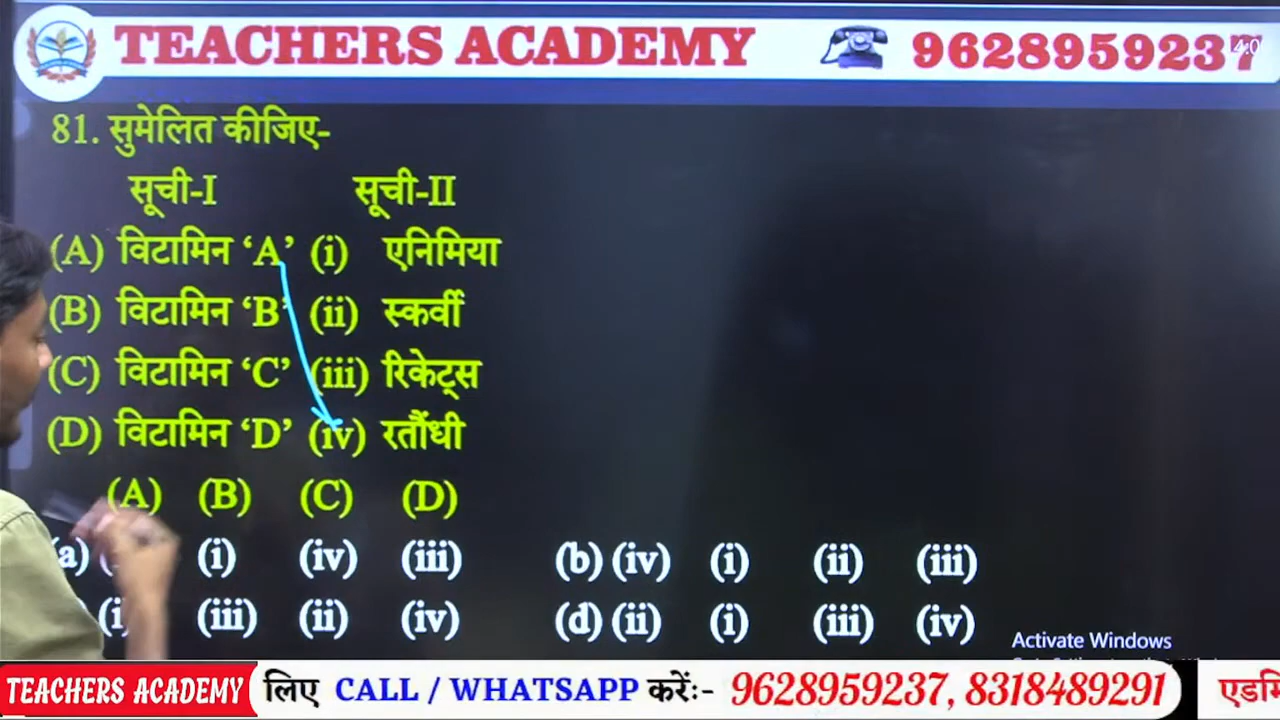 TEACHERS ACADEMY 9628959237
81. सुमेलित कीजिए-
सूची-I सूची-II
(A) विटामिन ‘A’ (i) एनिमिया
(B) विटामिन ‘B’ (ii) स्कर्वी
(C) विटामिन ‘C’ (iii) रिकेट्स
(D) विटामिन ‘D’ (iv) रतौंधी
(A) (B) (C) (D)
(a) (i) (iv) (iii) (b) (iv) (i) (ii) (iii)
(i) (iii) (ii) (iv) (d) (ii) (i) (iii) (iv)
Activate Windows
TEACHERS ACADEMY लिए CALL / WHATSAPP करें:- 9628959237, 8318489291